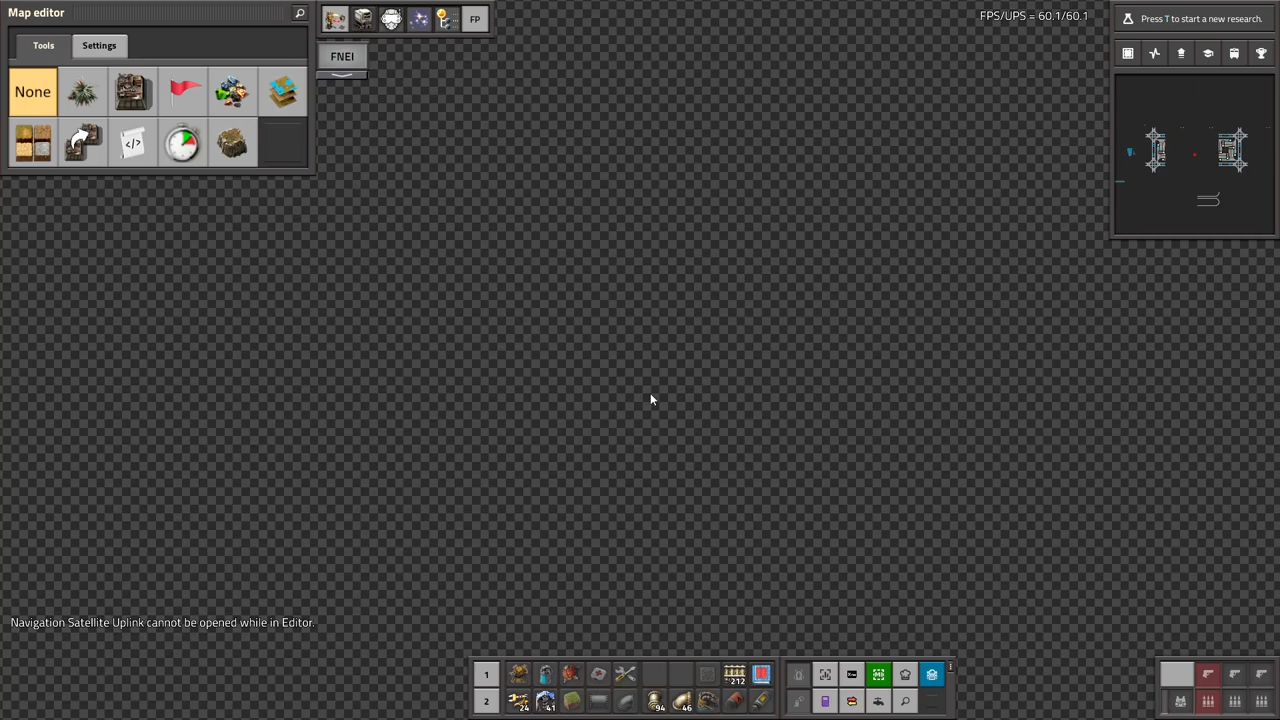 Map editor
Tools
Settings
None
</>
FP
FNEI
FPS/UPS = 60.1/60.1
Press T to start a new research.
Navigation Satellite Uplink cannot be opened while in Editor.
1
212
2
24
41
94
46